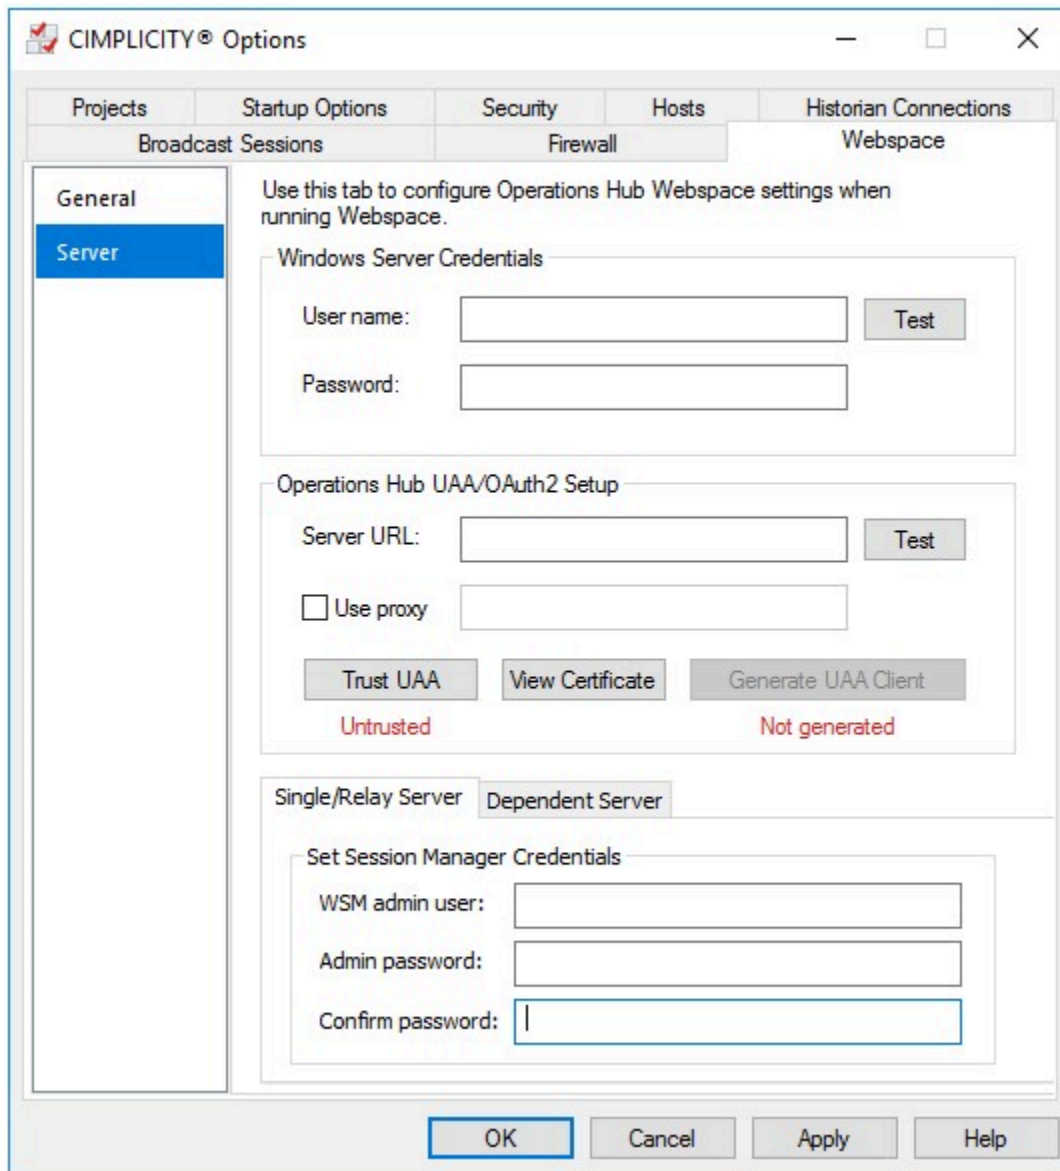 CIMPLICITY® Options
Projects Startup Options Security Hosts Historian Connections
Broadcast Sessions Firewall Webspace
General
Server
Use this tab to configure Operations Hub Webspace settings when
running Webspace.
Windows Server Credentials
User name: Test
Password:
Operations Hub UAA/OAuth2 Setup
Server URL: Test
Use proxy
Trust UAA View Certificate Generate UAA Client
Untrusted Not generated
Single/Relay Server Dependent Server
Set Session Manager Credentials
WSM admin user:
Admin password:
Confirm password:
OK Cancel Apply Help